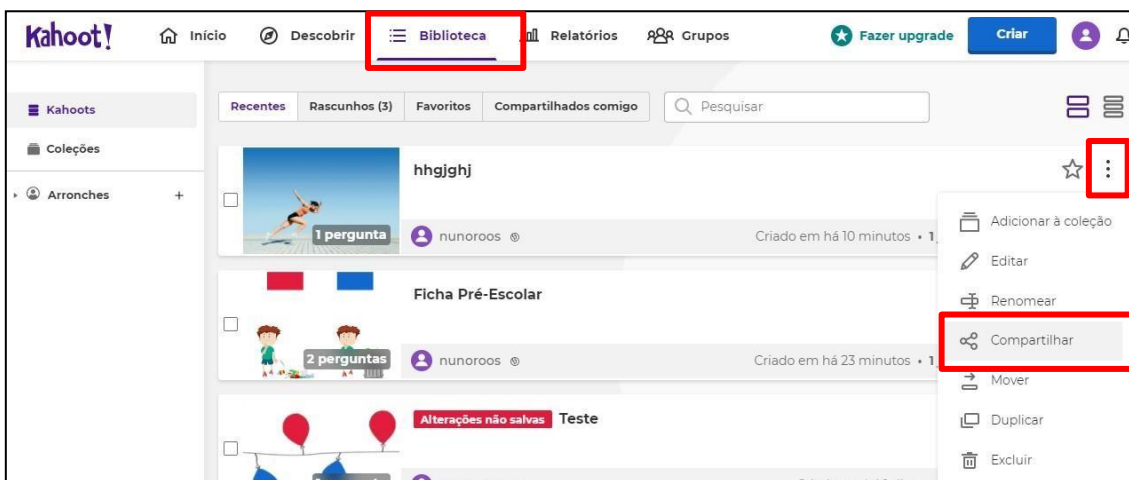 Kahoot! Início Descobrir Biblioteca Relatórios Grupos Fazer upgrade Criar
Kahoots
Coleções
Arronches +
Recentes Rascunhos (3) Favoritos Compartilhados comigo Pesquisar
hhgjghj
1 pergunta
nunoroos Criado em há 10 minutos • 1
Ficha Pré-Escolar
2 perguntas
nunoroos Criado em há 23 minutos • 1
Alterações não salvas Teste
Adicionar à coleção
Editar
Renomear
Compartilhar
Mover
Duplicar
Excluir